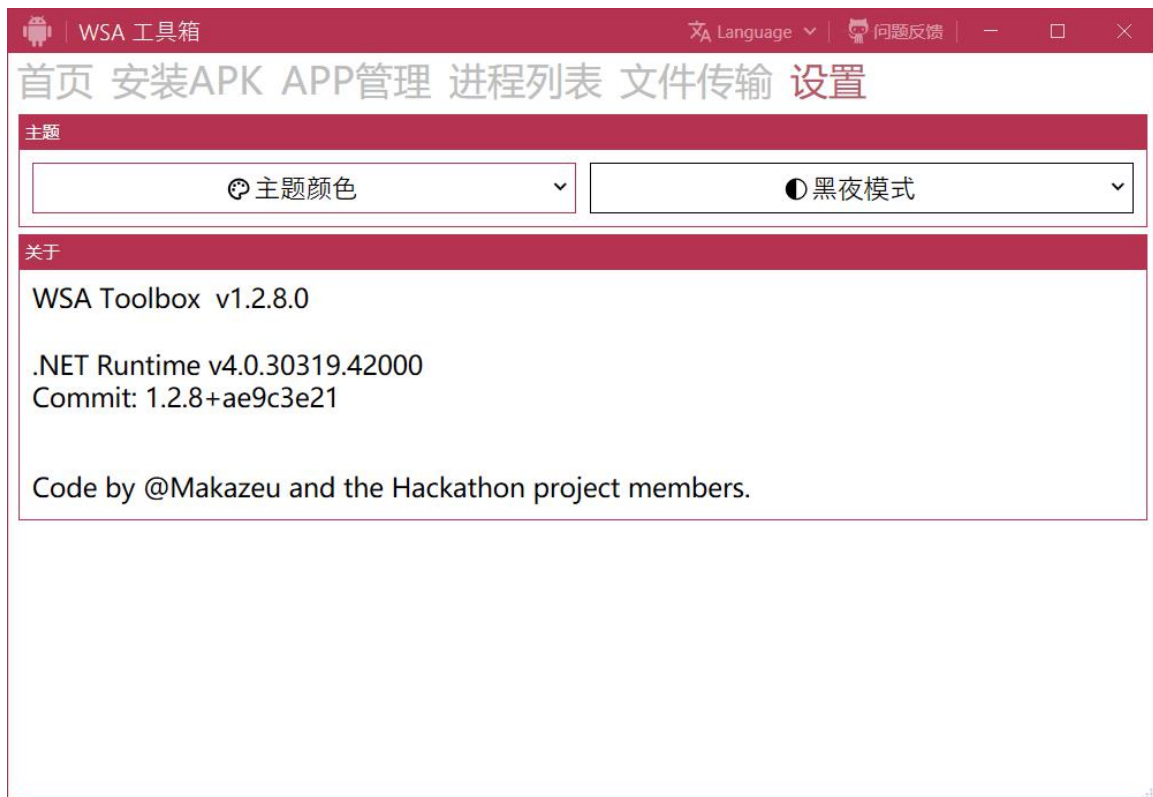 WSA 工具箱 Language 问题反馈
首页 安装APK APP管理 进程列表 文件传输 设置
主题
主题颜色 黑夜模式
关于
WSA Toolbox v1.2.8.0
.NET Runtime v4.0.30319.42000
Commit: 1.2.8+ae9c3e21
Code by @Makazeu and the Hackathon project members.